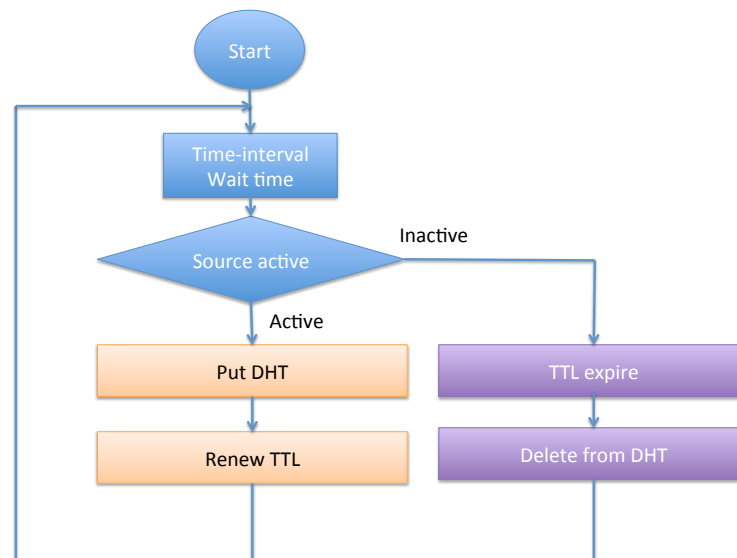 Start
Time-interval
Wait time
Source active
Inactive
Active
Put DHT
TTL expire
Renew TTL
Delete from DHT